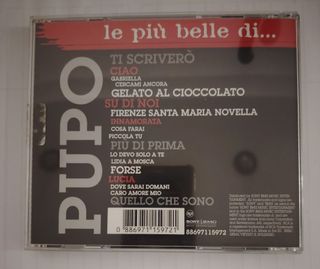 le più belle di...
PUPO
TI SCRIVERÒ
CIAO
GABRIELLA
CERCAMI ANCORA
GELATO AL CIOCCOLATO
SU DI NOI
FIRENZE SANTA MARIA NOVELLA
INNAMORATA
COSA FARAI
PICCOLA TU
PIÙ DI PRIMA
LO DEVO SOLO A TE
LIDIA A MOSCA
FORSE
LUCIA
DOVE SARAI DOMANI
CARO AMORE MIO
QUELLO CHE SONO
0 886971 159721
SONY BMG
88697115972